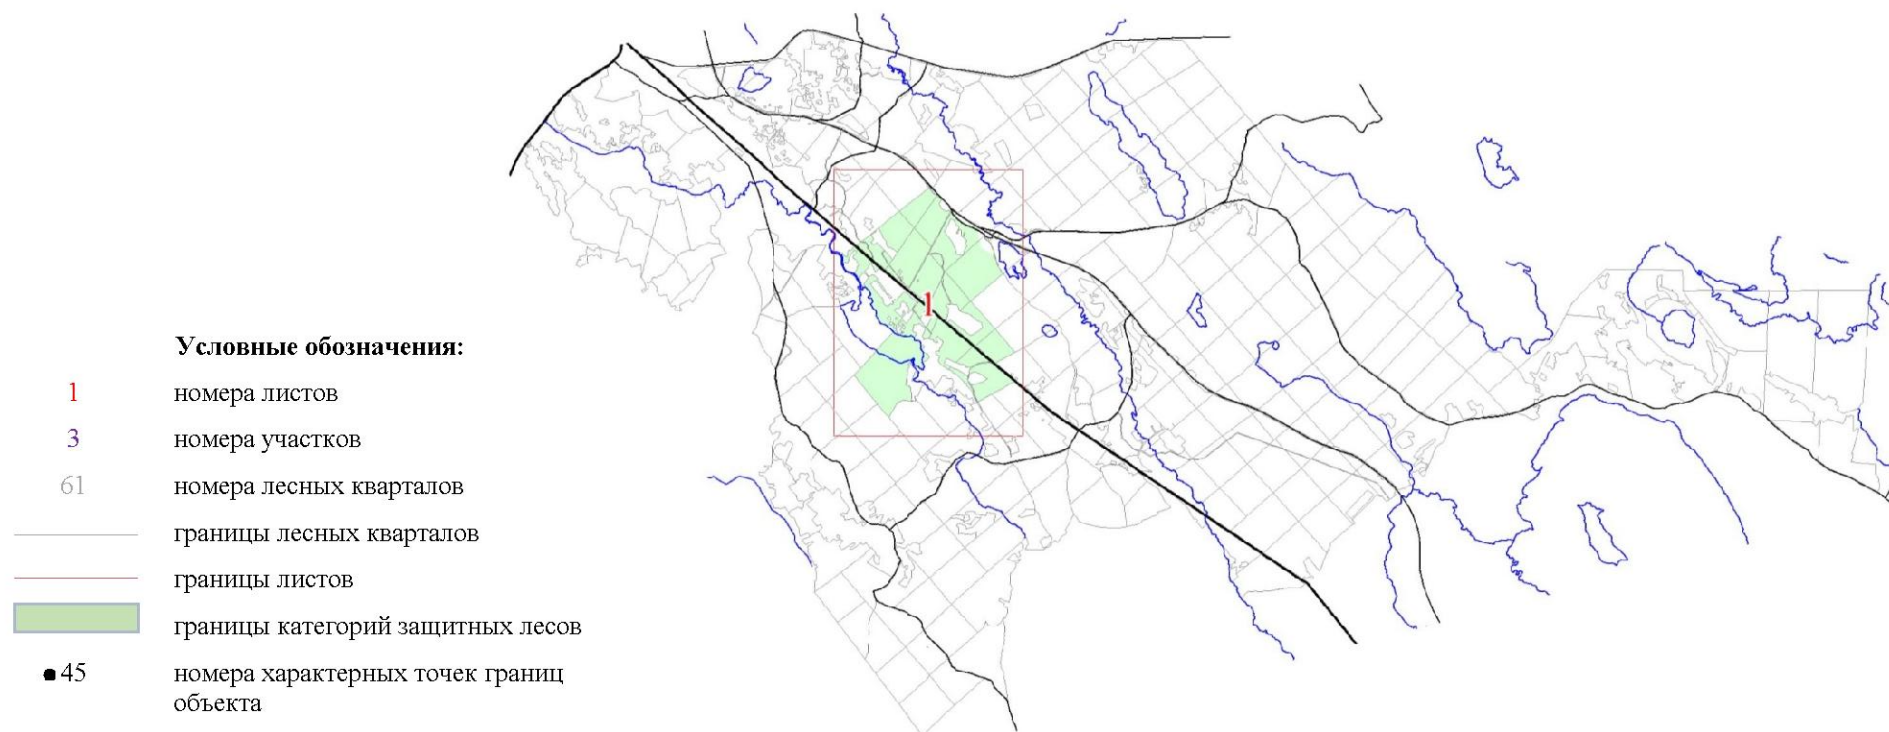 Условные обозначения:
1 номера листов
3 номера участков
61 номера лесных кварталов
границы лесных кварталов
границы листов
границы категорий защитных лесов
45 номера характерных точек границ
объекта
1